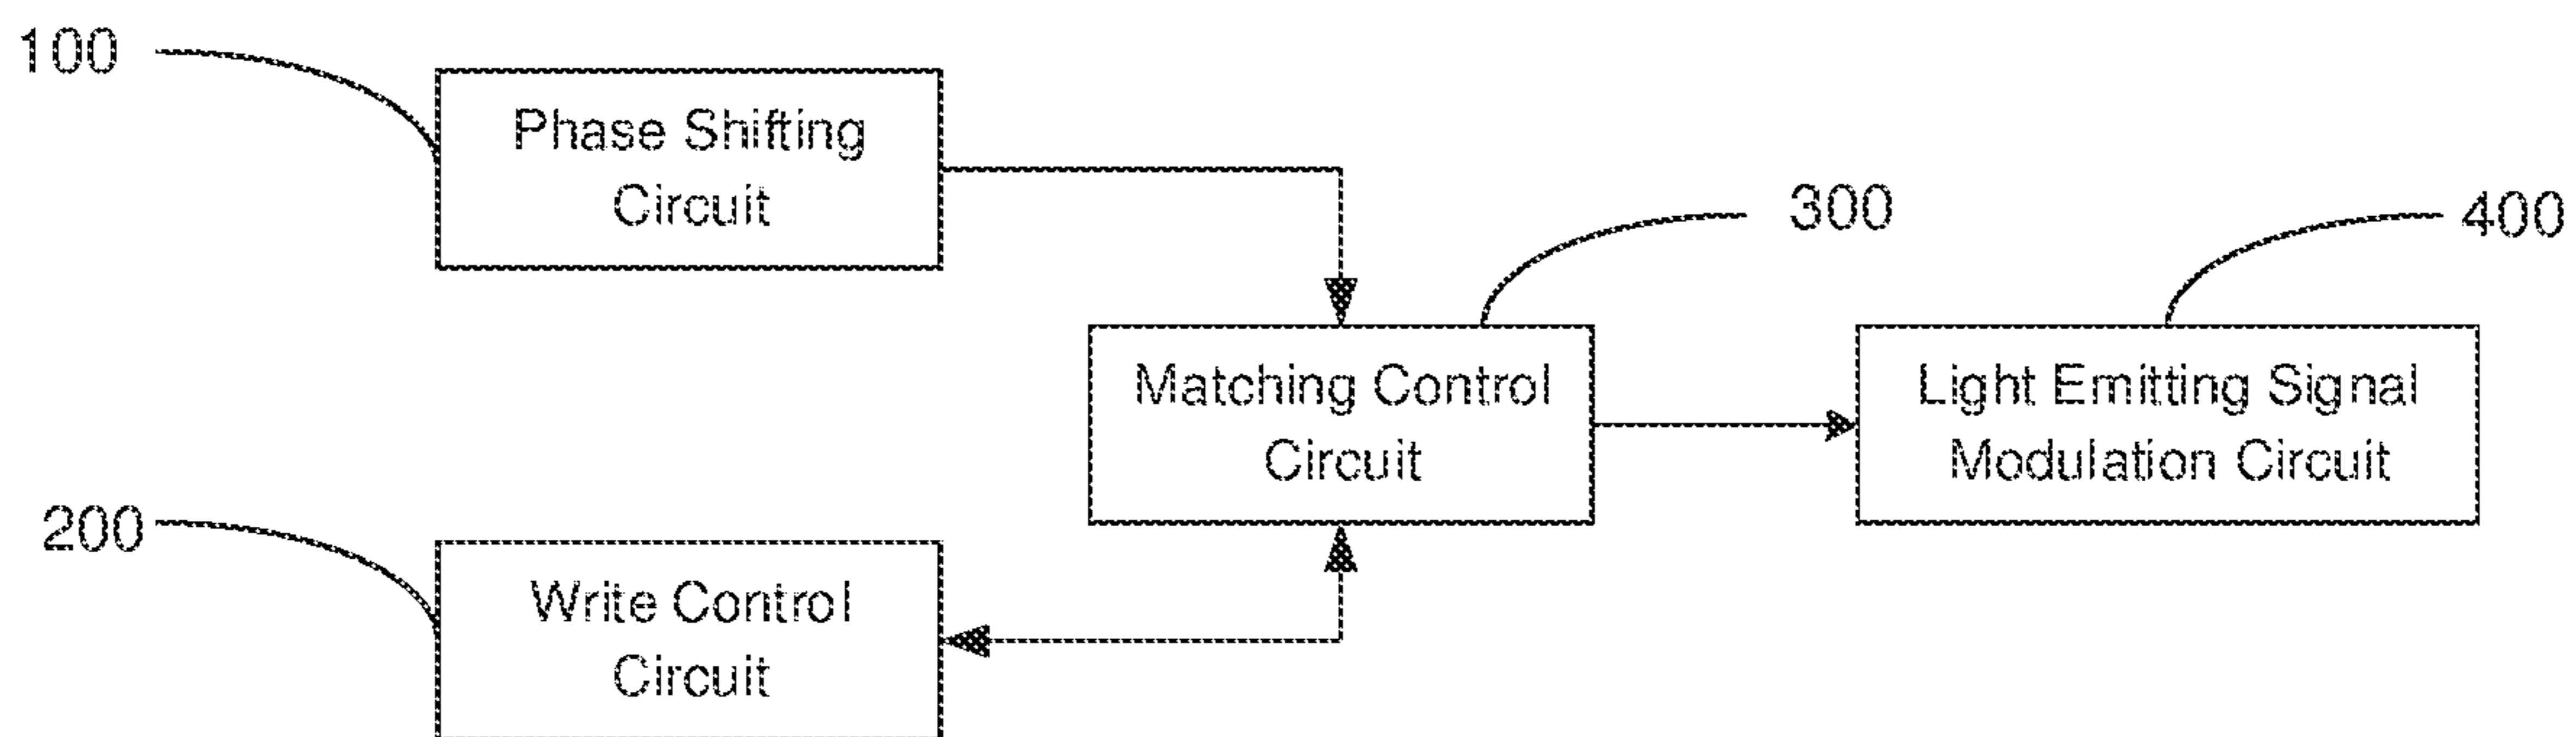 100
Phase Shifting
Circuit
300
400
Matching Control
Circuit
Light Emitting Signal
Modulation Circuit
200
Write Control
Circuit